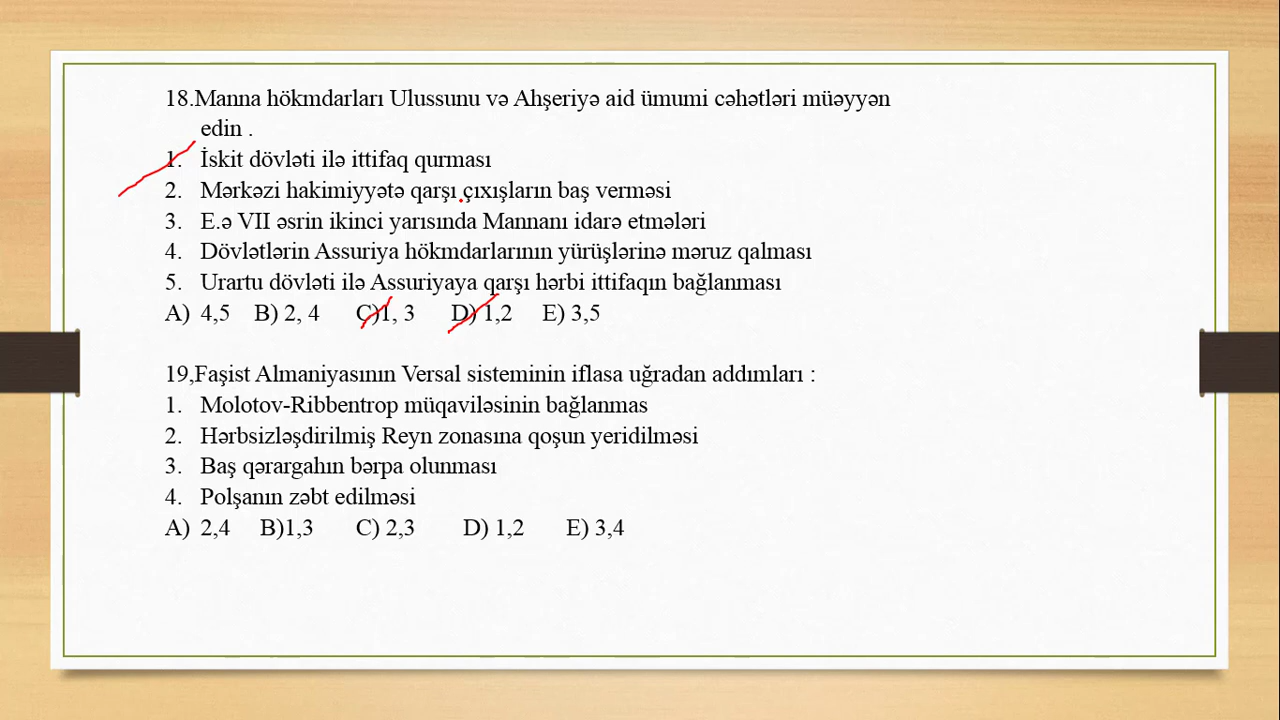 18.Manna hökmdarları Ulussunu və Ahşeriyə aid ümumi cəhətləri müəyyən
edin .
1. İskit dövləti ilə ittifaq qurması
2. Mərkəzi hakimiyyətə qarşı çıxışların baş verməsi
3. E.ə VII əsrin ikinci yarısında Mannanı idarə etmələri
4. Dövlətlərin Assuriya hökmdarlarının yürüşlərinə məruz qalması
5. Urartu dövləti ilə Assuriyaya qarşı hərbi ittifaqın bağlanması
A) 4,5 B) 2, 4 C)1, 3 D) 1,2 E) 3,5
19,Faşist Almaniyasının Versal sisteminin iflasa uğradan addımları :
1. Molotov-Ribbentrop müqaviləsinin bağlanmas
2. Hərbsizləşdirilmiş Reyn zonasına qoşun yeridilməsi
3. Baş qərargahın bərpa olunması
4. Polşanın zəbt edilməsi
A) 2,4 B)1,3 C) 2,3 D) 1,2 E) 3,4